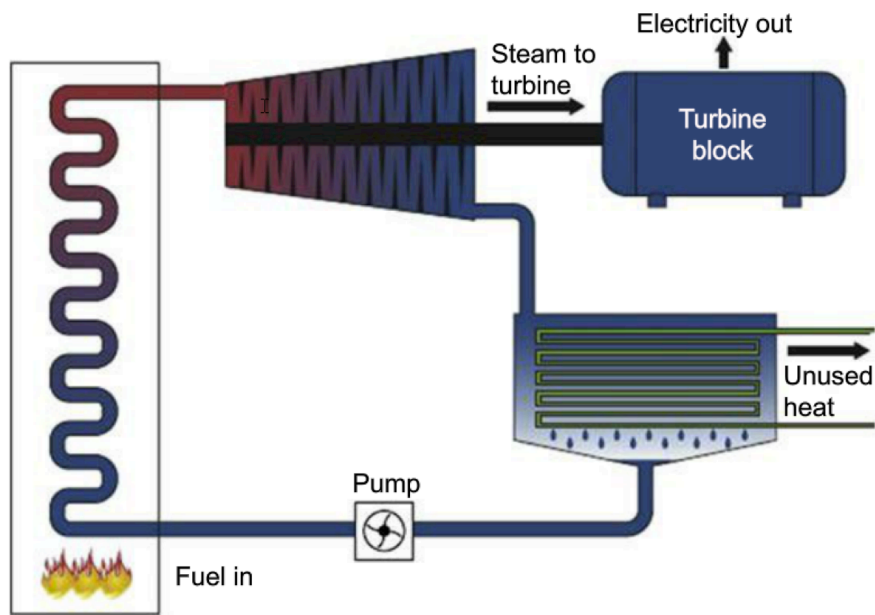 Electricity out
Steam to
turbine
Turbine
block
Unused
heat
Pump
Fuel in